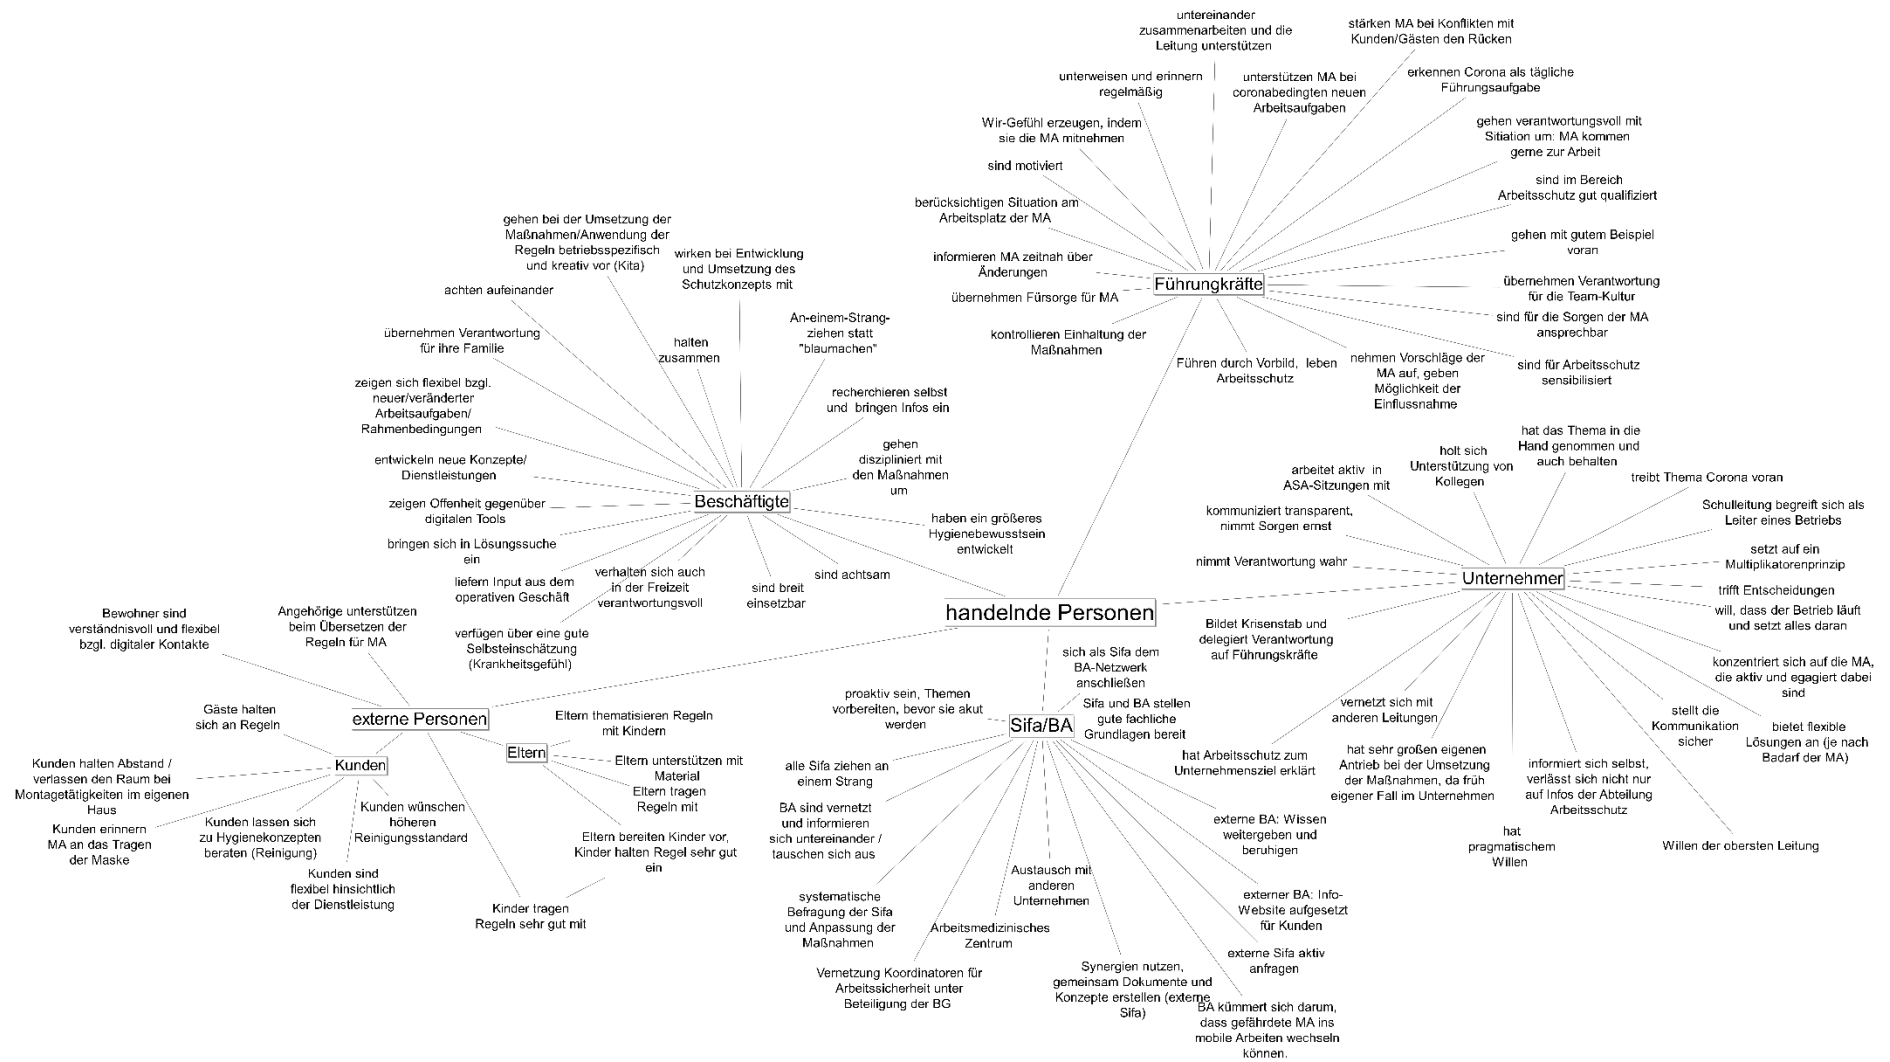 untereinander
zusammenarbeiten und die
Leitung unterstützen
stärken MA bei Konflikten mit
Kunden/Gästen den Rücken
unterweisen und erinnern
regelmäßig
unterstützen MA bei
coronabedingten neuen
Arbeitsaufgaben
erkennen Corona als tägliche
Führungsaufgabe
Wir-Gefühl erzeugen, indem
sie die MA mitnehmen
gehen verantwortungsvoll mit
Sitiation um: MA kommen
gerne zur Arbeit
sind motiviert
sind im Bereich
Arbeitsschutz gut qualifiziert
berücksichtigen Situation am
Arbeitsplatz der MA
gehen mit gutem Beispiel
voran
informieren MA zeitnah über
Änderungen
Führungkräfte
übernehmen Verantwortung
für die Team-Kultur
übernehmen Fürsorge für MA
sind für die Sorgen der MA
ansprechbar
kontrollieren Einhaltung der
Maßnahmen
Führen durch Vorbild,  leben
Arbeitsschutz
nehmen Vorschläge der
MA auf, geben
Möglichkeit der
Einflussnahme
sind für Arbeitsschutz
sensibilisiert
gehen bei der Umsetzung der
Maßnahmen/Anwendung der
Regeln betriebsspezifisch
und kreativ vor (Kita)
wirken bei Entwicklung
und Umsetzung des
Schutzkonzepts mit
achten aufeinander
An-einem-Strang-
ziehen statt
"blaumachen"
übernehmen Verantwortung
für ihre Familie
halten
zusammen
zeigen sich flexibel bzgl.
neuer/veränderter
Arbeitsaufgaben/
Rahmenbedingungen
recherchieren selbst
und  bringen Infos ein
entwickeln neue Konzepte/
Dienstleistungen
gehen
diszipliniert mit
den Maßnahmen
um
Beschäftigte
zeigen Offenheit gegenüber
digitalen Tools
haben ein größeres
Hygienebewusstsein
entwickelt
bringen sich in Lösungssuche
ein
liefern Input aus dem
operativen Geschäft
verhalten sich auch
in der Freizeit
verantwortungsvoll
sind breit
einsetzbar
sind achtsam
verfügen über eine gute
Selbsteinschätzung
(Krankheitsgefühl)
handelnde Personen
hat das Thema in die
Hand genommen und
auch behalten
holt sich
Unterstützung von
Kollegen
arbeitet aktiv  in
ASA-Sitzungen mit
treibt Thema Corona voran
kommuniziert transparent,
nimmt Sorgen ernst
Schulleitung begreift sich als
Leiter eines Betriebs
nimmt Verantwortung wahr
setzt auf ein
Multiplikatorenprinzip
Unternehmer
trifft Entscheidungen
will, dass der Betrieb läuft
und setzt alles daran
Bildet Krisenstab und
delegiert Verantwortung
auf Führungskräfte
konzentriert sich auf die MA,
die aktiv und egagiert dabei
sind
vernetzt sich mit
anderen Leitungen
stellt die
Kommunikation
sicher
bietet flexible
Lösungen an (je nach
Badarf der MA)
hat Arbeitsschutz zum
Unternehmensziel erklärt
hat sehr großen eigenen
Antrieb bei der Umsetzung
der Maßnahmen, da früh
eigener Fall im Unternehmen
informiert sich selbst,
verlässt sich nicht nur
auf Infos der Abteilung
Arbeitsschutz
hat
pragmatischem
Willen
Willen der obersten Leitung
Bewohner sind
verständnisvoll und flexibel
bzgl. digitaler Kontakte
Angehörige unterstützen
beim Übersetzen der
Regeln für MA
externe Personen
Gäste halten
sich an Regeln
Eltern thematisieren Regeln
mit Kindern
Eltern
Kunden
Kunden halten Abstand /
verlassen den Raum bei
Montagetätigkeiten im eigenen
Haus
Eltern unterstützen mit
Material
Eltern tragen
Regeln mit
Kunden erinnern
MA an das Tragen
der Maske
Kunden lassen sich
zu Hygienekonzepten
beraten (Reinigung)
Kunden wünschen
höheren
Reinigungsstandard
Kunden sind
flexibel hinsichtlich
der Dienstleistung
Eltern bereiten Kinder vor,
Kinder halten Regel sehr gut
ein
Kinder tragen
Regeln sehr gut mit
sich als Sifa dem
BA-Netzwerk
anschließen
proaktiv sein, Themen
vorbereiten, bevor sie akut
werden
Sifa/BA
Sifa und BA stellen
gute fachliche
Grundlagen bereit
alle Sifa ziehen an
einem Strang
BA sind vernetzt
und informieren
sich untereinander /
tauschen sich aus
externe BA: Wissen
weitergeben und
beruhigen
Austausch mit
anderen
Unternehmen
systematische
Befragung der Sifa
und Anpassung der
Maßnahmen
externer BA: Info-
Website aufgesetzt
für Kunden
Arbeitsmedizinisches
Zentrum
externe Sifa aktiv
anfragen
Vernetzung Koordinatoren für
Arbeitssicherheit unter
Beteiligung der BG
Synergien nutzen,
gemeinsam Dokumente und
Konzepte erstellen (externe
Sifa)
BA kümmert sich darum,
dass gefährdete MA ins
mobile Arbeiten wechseln
können.